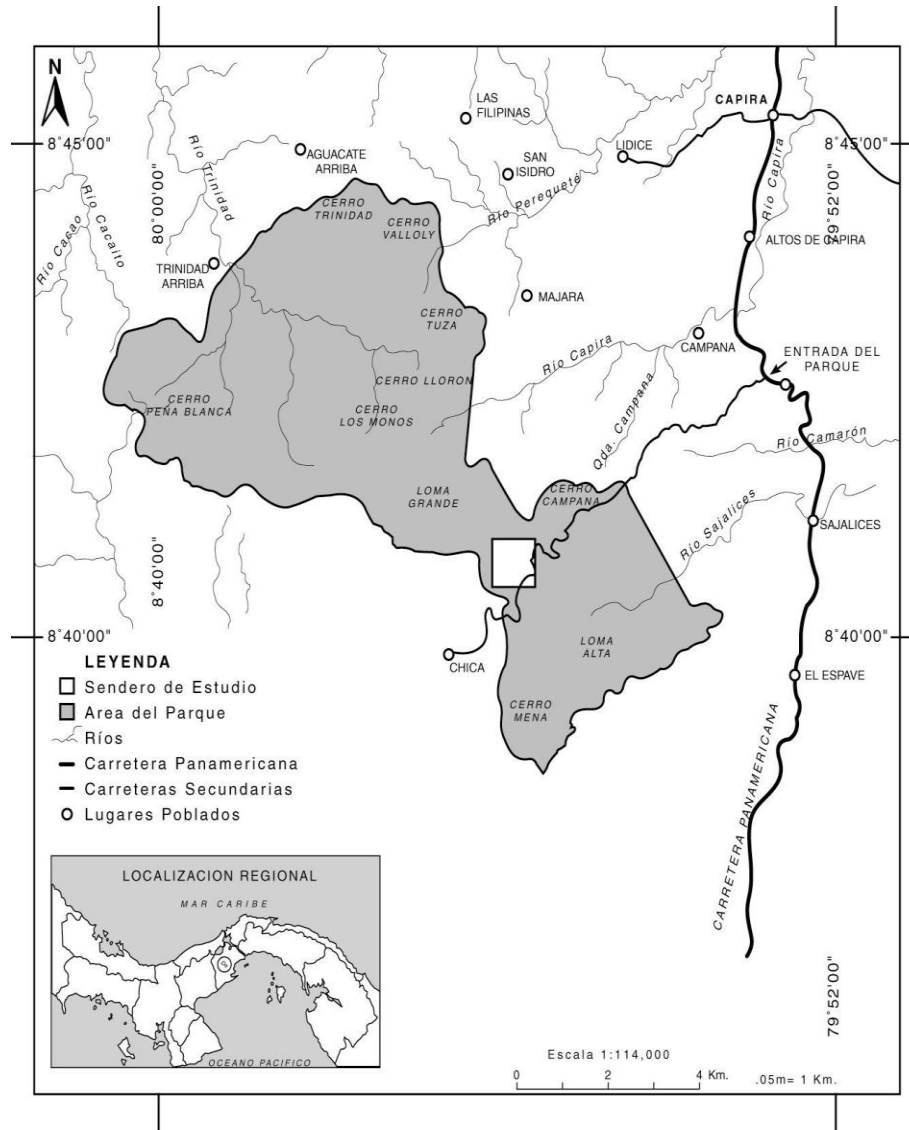 N
8°45'00"
8°45'00"
80°00'00"
79°52'00"
LAS
FILIPINAS
CAPIRA
LIDICE
SAN
ISIDRO
AGUACATE
ARRIBA
Río Trinidad
Río Cacaito
Río Cacao
Río Perequeté
Río Capira
CERRO
TRINIDAD
CERRO
VALLOLY
ALTOS DE CAPIRA
TRINIDAD
ARRIBA
MAJARA
CERRO
TUZA
CAMPANA
ENTRADA DEL
PARQUE
Río Capira
CERRO LLORON
CERRO
PEÑA BLANCA
CERRO
LOS MONOS
Qda. Campana
Río Camarón
LOMA
GRANDE
CERRO
CAMPANA
SAJALICES
Río Sajalices
8°40'00"
8°40'00"
8°40'00"
LOMA
ALTA
CHICA
EL ESPAVE
CERRO
MENA
CARRETERA PANAMERICANA
LEYENDA
Sendero de Estudio
Area del Parque
Ríos
Carretera Panamericana
Carreteras Secundarias
Lugares Poblados
LOCALIZACION REGIONAL
MAR CARIBE
OCEANO PACIFICO
79°52'00"
Escala 1:114,000
0 2 4 Km.
.05m= 1 Km.